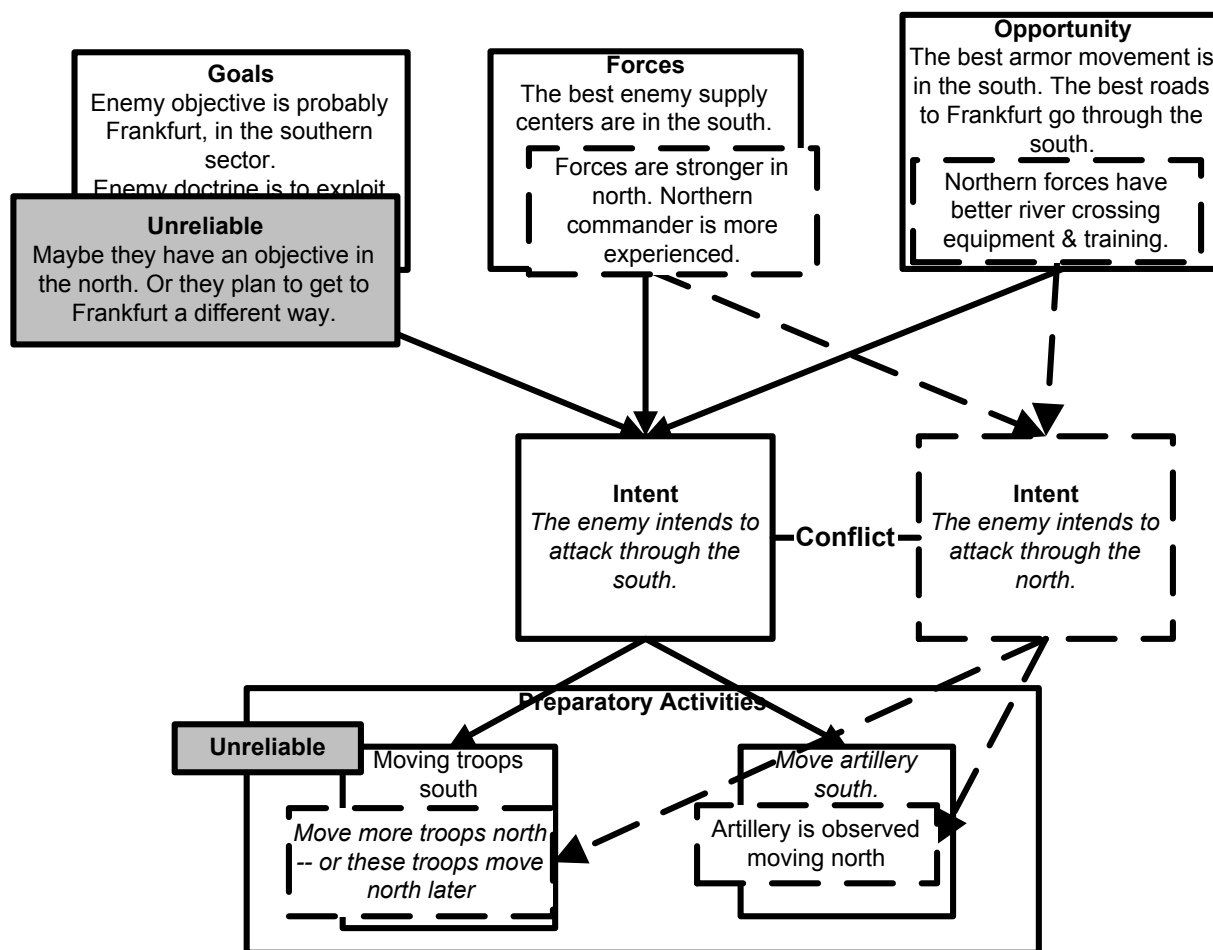 Goals
Enemy objective is probably
Frankfurt, in the southern
sector.
Enemy doctrine is to exploit
Unreliable
Maybe they have an objective in
the north. Or they plan to get to
Frankfurt a different way.
Forces
The best enemy supply
centers are in the south.
Forces are stronger in
north. Northern
commander is more
experienced.
Opportunity
The best armor movement is
in the south. The best roads
to Frankfurt go through the
south.
Northern forces have
better river crossing
equipment & training.
Intent
The enemy intends to
attack through the
south.
Conflict
Intent
The enemy intends to
attack through the
north.
Preparatory Activities
Unreliable
Moving troops
south
Move more troops north
-- or these troops move
north later
Move artillery
south.
Artillery is observed
moving north